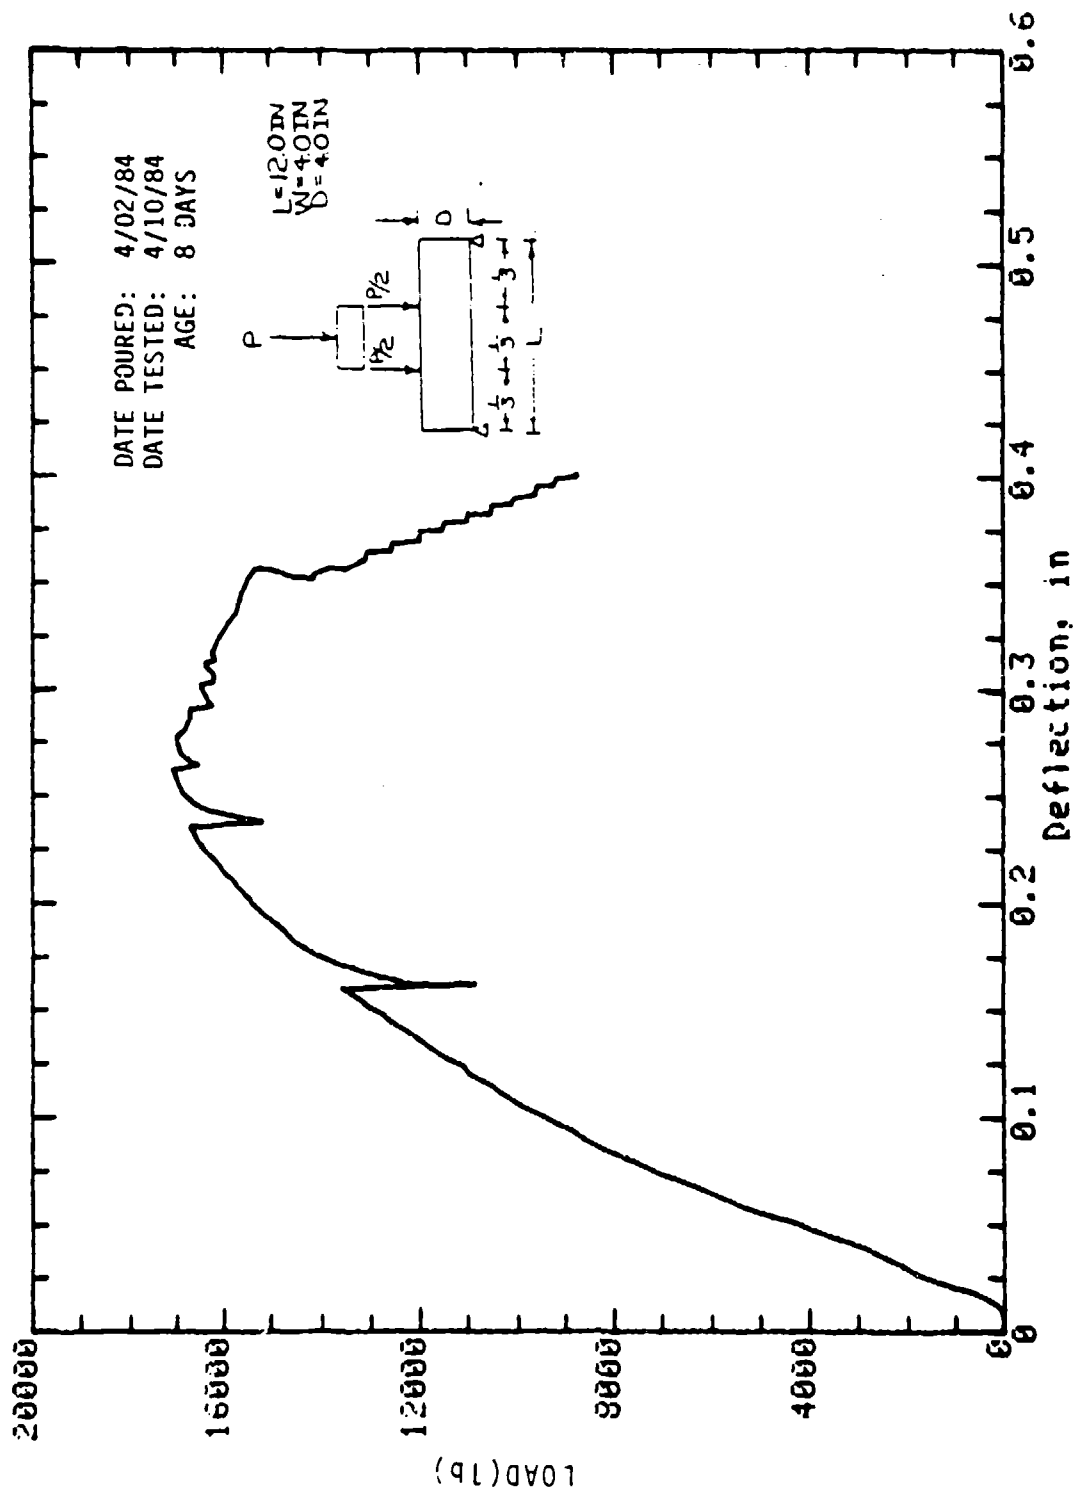 20000
16000
12000
8000
4000
0
LOAD(lb)
0
0.1
0.2
0.3
0.4
0.5
0.6
Deflection, in
DATE POURED: 4/02/84
DATE TESTED: 4/10/84
AGE: 8 DAYS
L=12.0IN
W=4.0IN
D=4.0IN
P
P/2
P/2
D
L/3
L/3
L/3
L